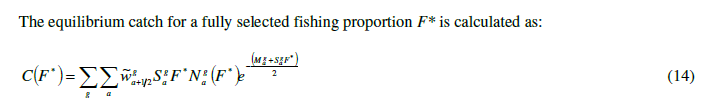 The equilibrium catch for a fully selected fishing proportion F* is calculated as:
C(F*)=∑_g ∑_a w̃^g_{a+1/2} S^g_a F* N^g_a (F*) e^{-(M^g_a+S^g_a F*)/2} (14)